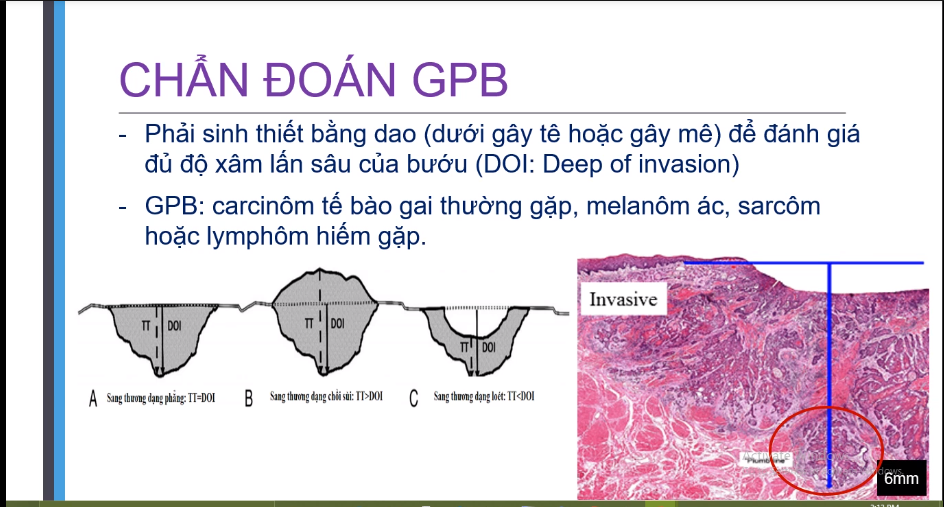 CHẨN ĐOÁN GPB
- Phải sinh thiết bằng dao (dưới gây tê hoặc gây mê) để đánh giá
đủ độ xâm lấn sâu của bướu (DOI: Deep of invasion)
- GPB: carcinôm tế bào gai thường gặp, melanôm ác, sarcôm
hoặc lymphôm hiếm gặp.
Invasive
TT DOI
TT DOI
TT DOI
A Sang thương dạng phẳng: TT=DOI
B Sang thương dạng chồi sùi: TT>DOI
C Sang thương dạng loét: TT<DOI
Activate
6mm